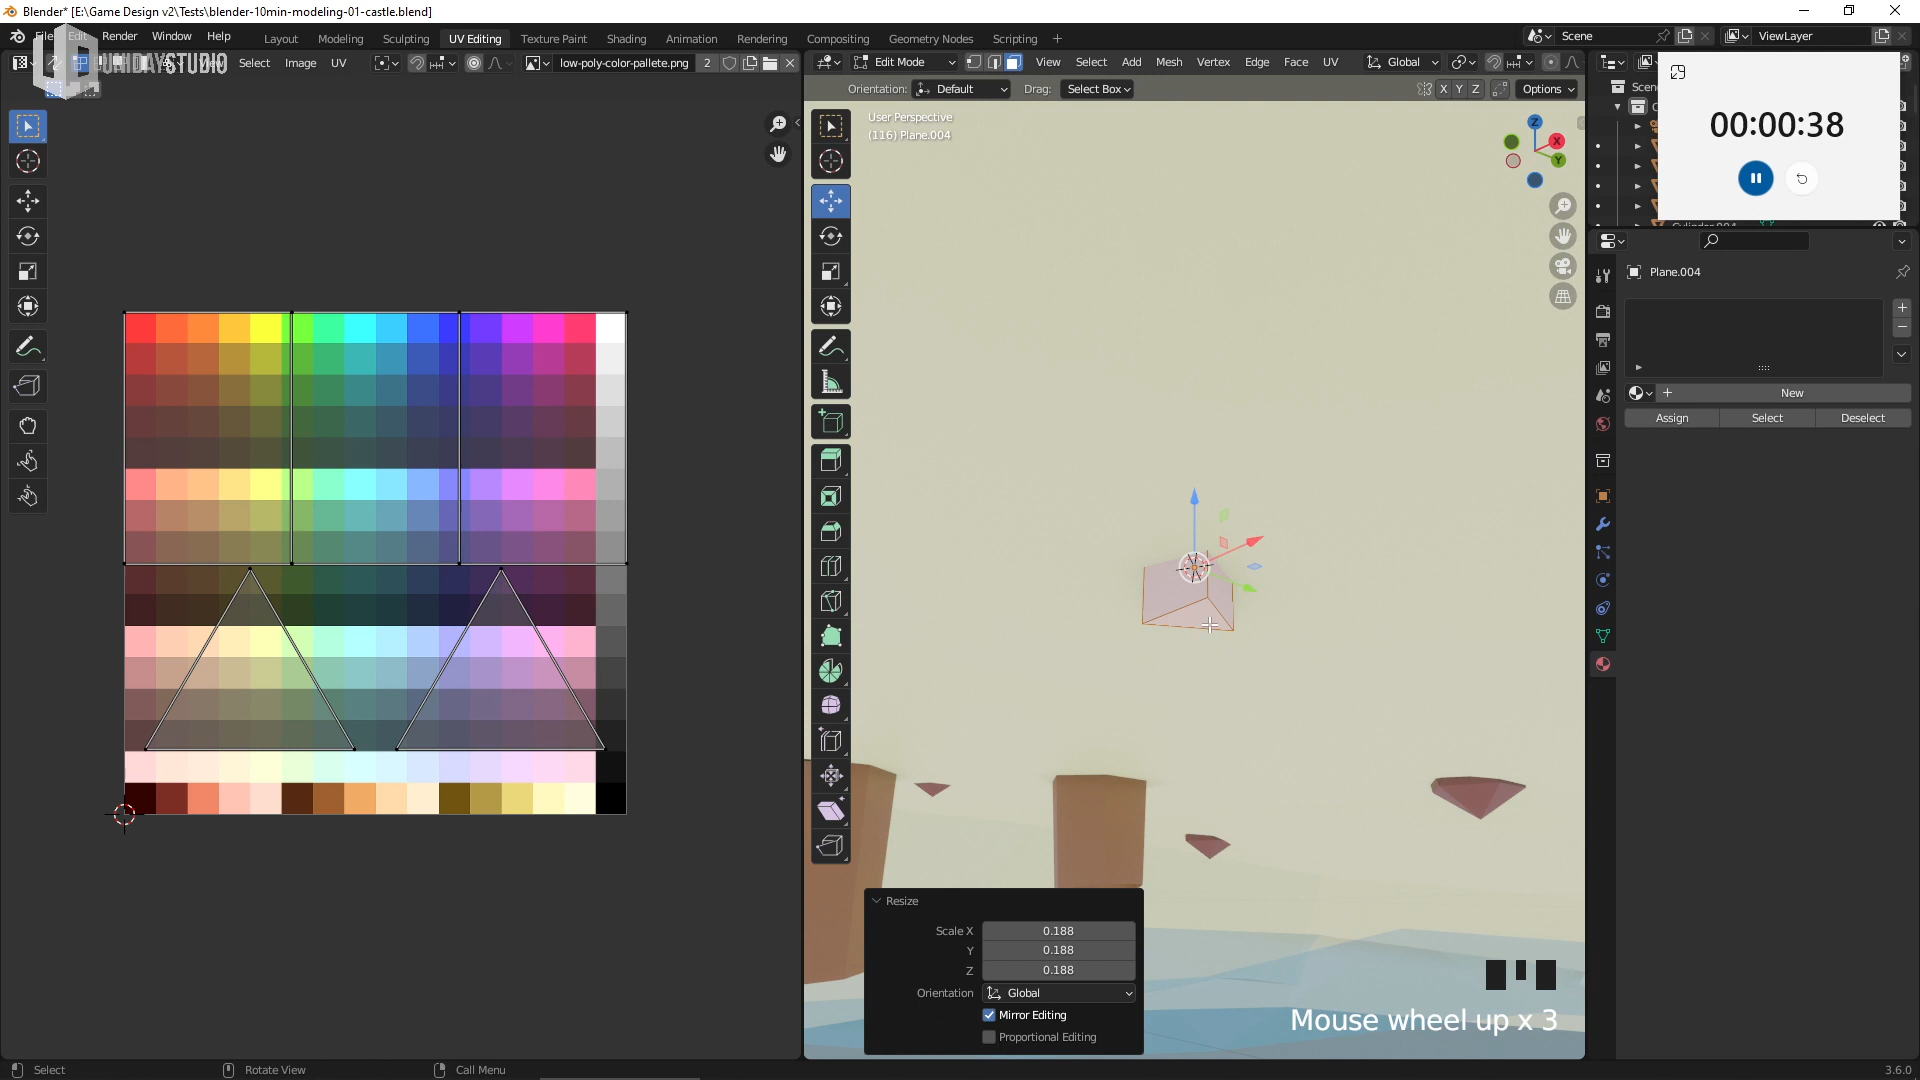 Blender* [E:\Game Design v2\Tests\blender-10min-modeling-01-castle.blend]
File Edit Render Window Help
Layout Modeling Sculpting UV Editing Texture Paint Shading Animation Rendering Compositing Geometry Nodes Scripting
Scene
ViewLayer
STUDIO
View Select Image UV
low-poly-color-pallete.png
2
Edit Mode
View Select Add Mesh Vertex Edge Face UV
Global
Orientation: Default
Drag: Select Box
X Y Z
Options
User Perspective
(116) Plane.004
Z
X
Y
00:00:38
Plane.004
New
Assign Select Deselect
Resize
Scale X 0.188
Y 0.188
Z 0.188
Orientation Global
Mirror Editing
Proportional Editing
Mouse wheel up x 3
Select
Rotate View
Call Menu
3.6.0